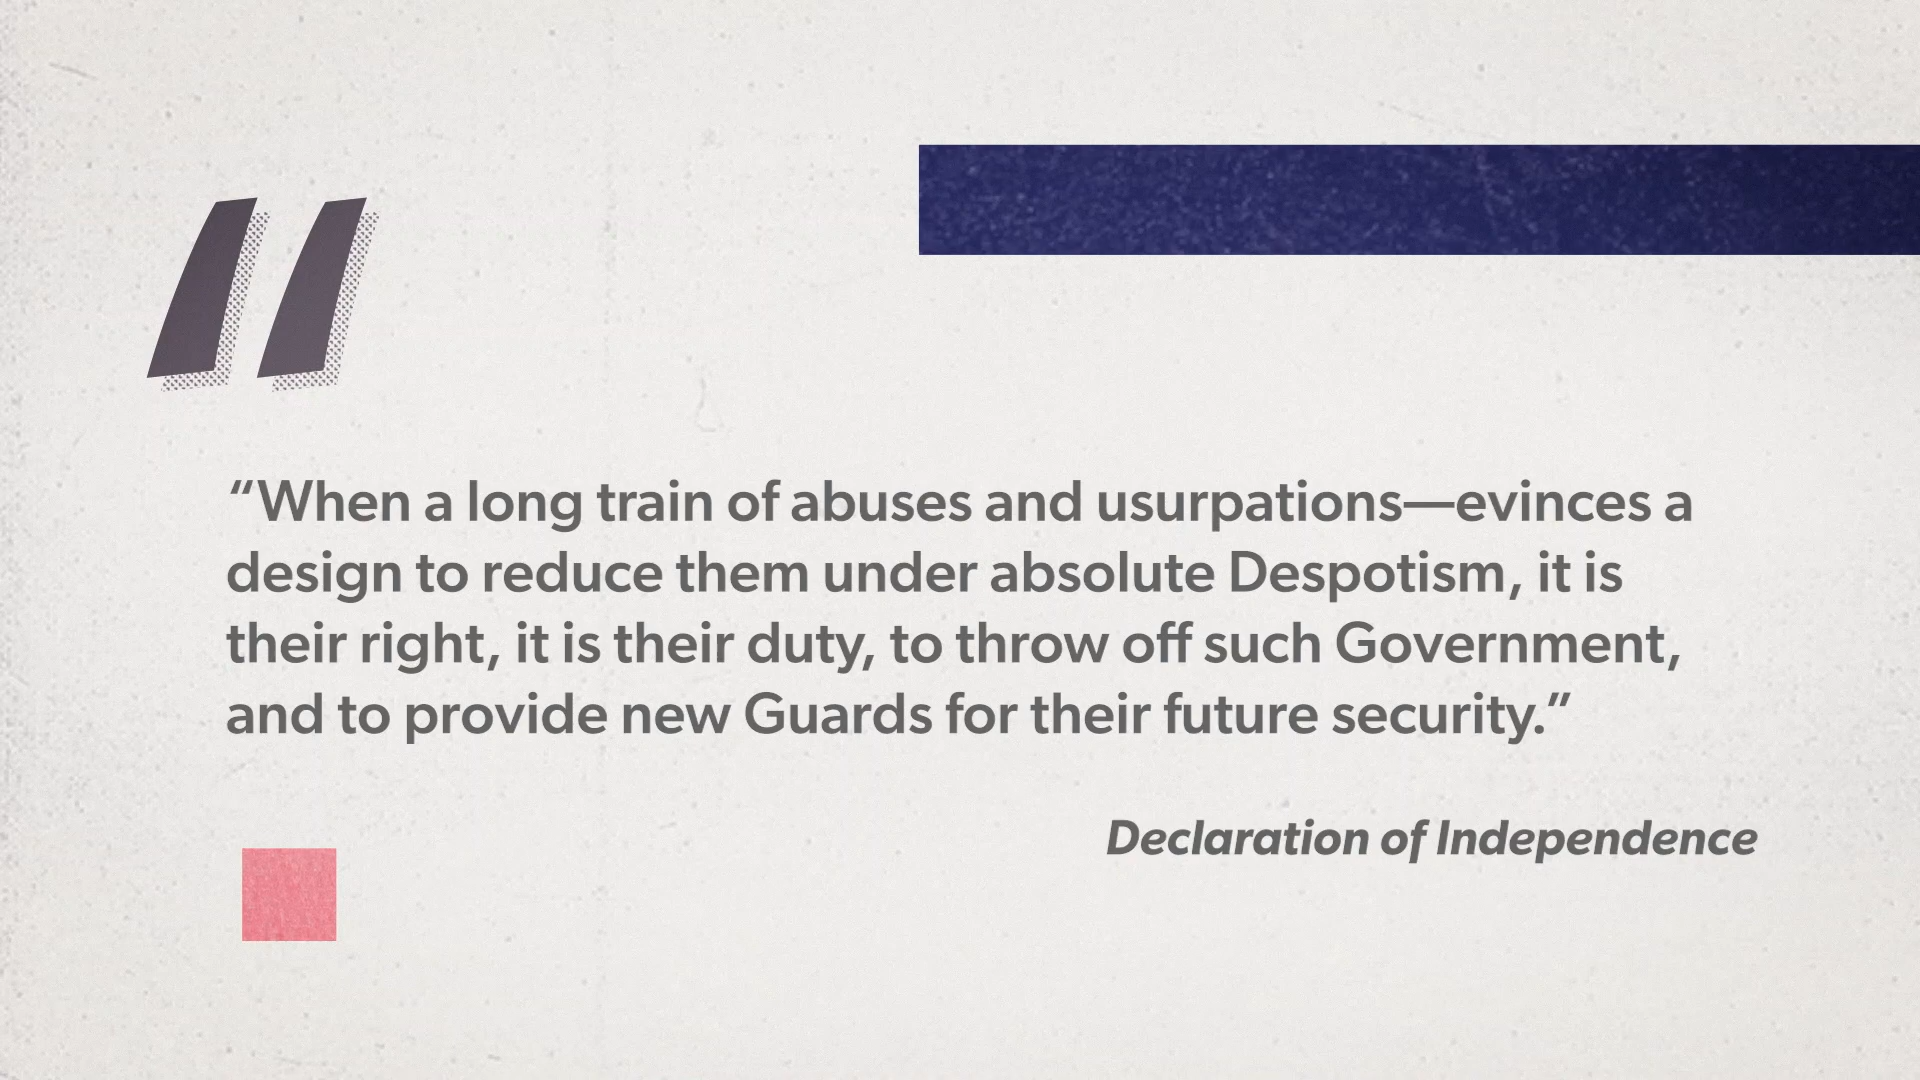 “When a long train of abuses and usurpations—evinces a
design to reduce them under absolute Despotism, it is
their right, it is their duty, to throw off such Government,
and to provide new Guards for their future security.”
Declaration of Independence